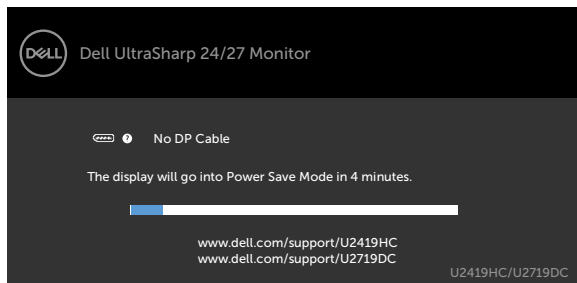 DELL Dell UltraSharp 24/27 Monitor
? No DP Cable
The display will go into Power Save Mode in 4 minutes.
www.dell.com/support/U2419HC
www.dell.com/support/U2719DC
U2419HC/U2719DC